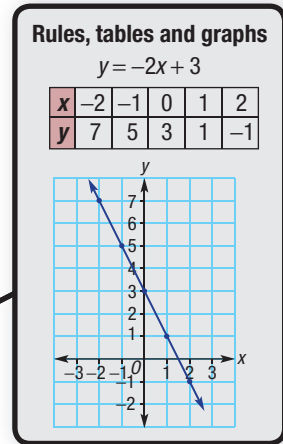 Rules, tables and graphs
y = –2x + 3
x –2 –1 0 1 2
y 7 5 3 1 –1
y
7
6
5
4
3
2
1
–3 –2 –1 0 1 2 3 x
–1
–2